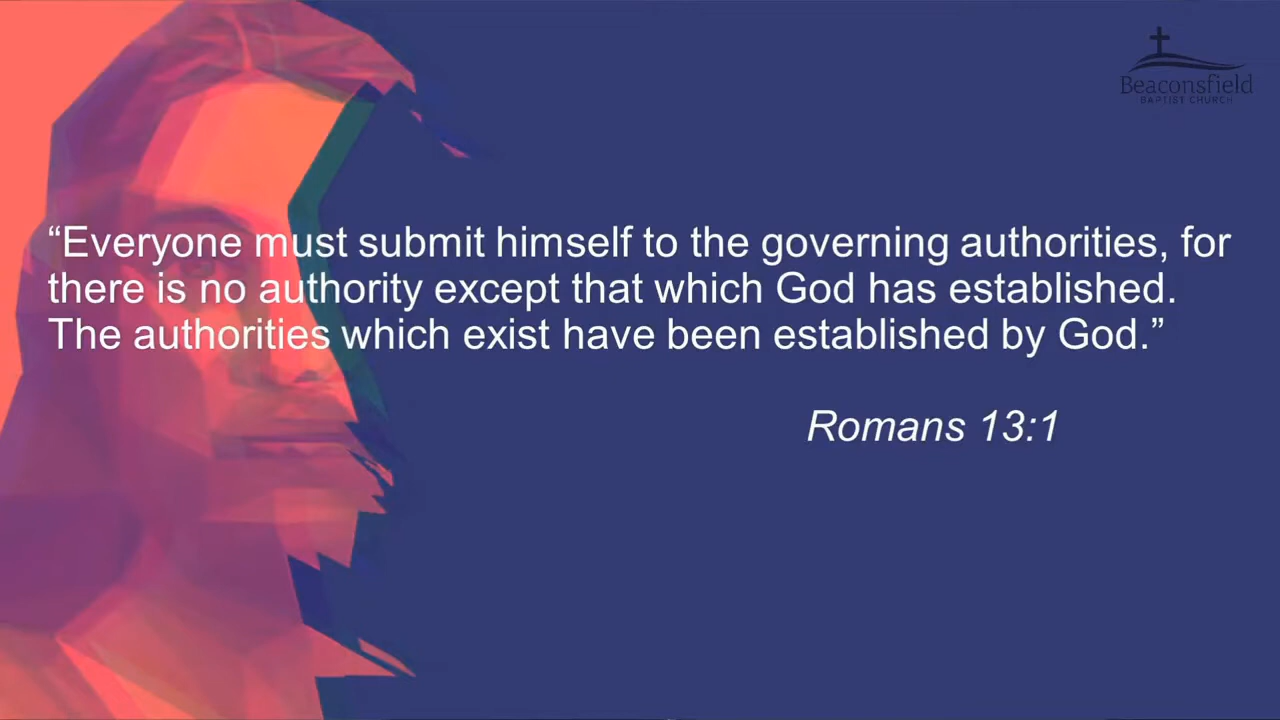 Beaconsfield
BAPTIST CHURCH
“Everyone must submit himself to the governing authorities, for
there is no authority except that which God has established.
The authorities which exist have been established by God.”
Romans 13:1